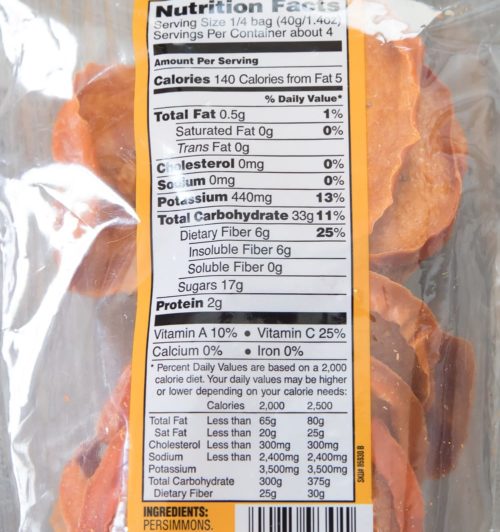 Nutrition Facts
Serving Size 1/4 bag (40g/1.4oz)
Servings Per Container about 4
Amount Per Serving
Calories 140 Calories from Fat 5
% Daily Value*
Total Fat 0.5g 1%
Saturated Fat 0g 0%
Trans Fat 0g
Cholesterol 0mg 0%
Sodium 0mg 0%
Potassium 440mg 13%
Total Carbohydrate 33g 11%
Dietary Fiber 6g 25%
Insoluble Fiber 6g
Soluble Fiber 0g
Sugars 17g
Protein 2g
Vitamin A 10% • Vitamin C 25%
Calcium 0% • Iron 0%
* Percent Daily Values are based on a 2,000
calorie diet. Your daily values may be higher
or lower depending on your calorie needs:
Calories 2,000 2,500
Total Fat Less than 65g 80g
Sat Fat Less than 20g 25g
Cholesterol Less than 300mg 300mg
Sodium Less than 2,400mg 2,400mg
Potassium 3,500mg 3,500mg
Total Carbohydrate 300g 375g
Dietary Fiber 25g 30g
INGREDIENTS:
PERSIMMONS.
SKU# 85930 B